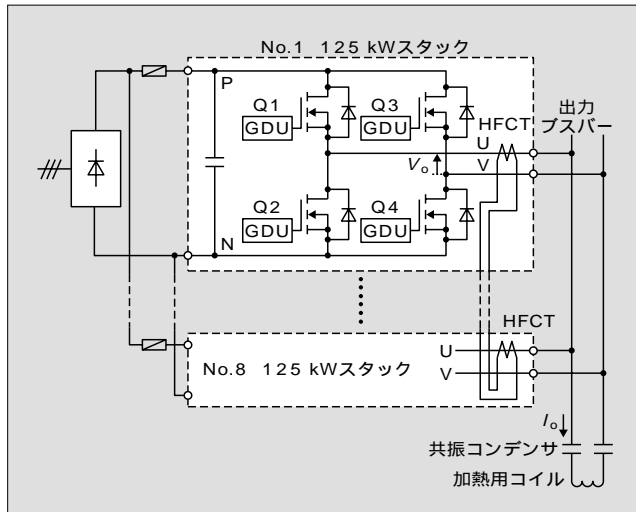 No.1 125 kWスタック
P
Q1
GDU
Q3
GDU
HFCT
出力
ブスバー
U
V
Vo
Q2
GDU
Q4
GDU
N
HFCT
U
V
No.8 125 kWスタック
Io
共振コンデンサ
加熱用コイル